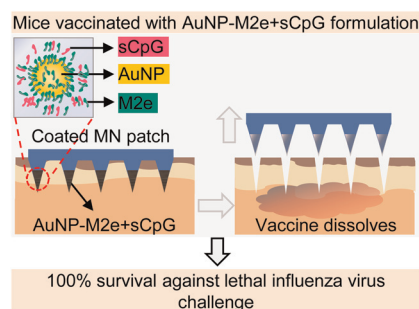 Mice vaccinated with AuNP-M2e+sCpG formulation
sCpG
AuNP
M2e
Coated MN patch
AuNP-M2e+sCpG
Vaccine dissolves
100% survival against lethal influenza virus
challenge